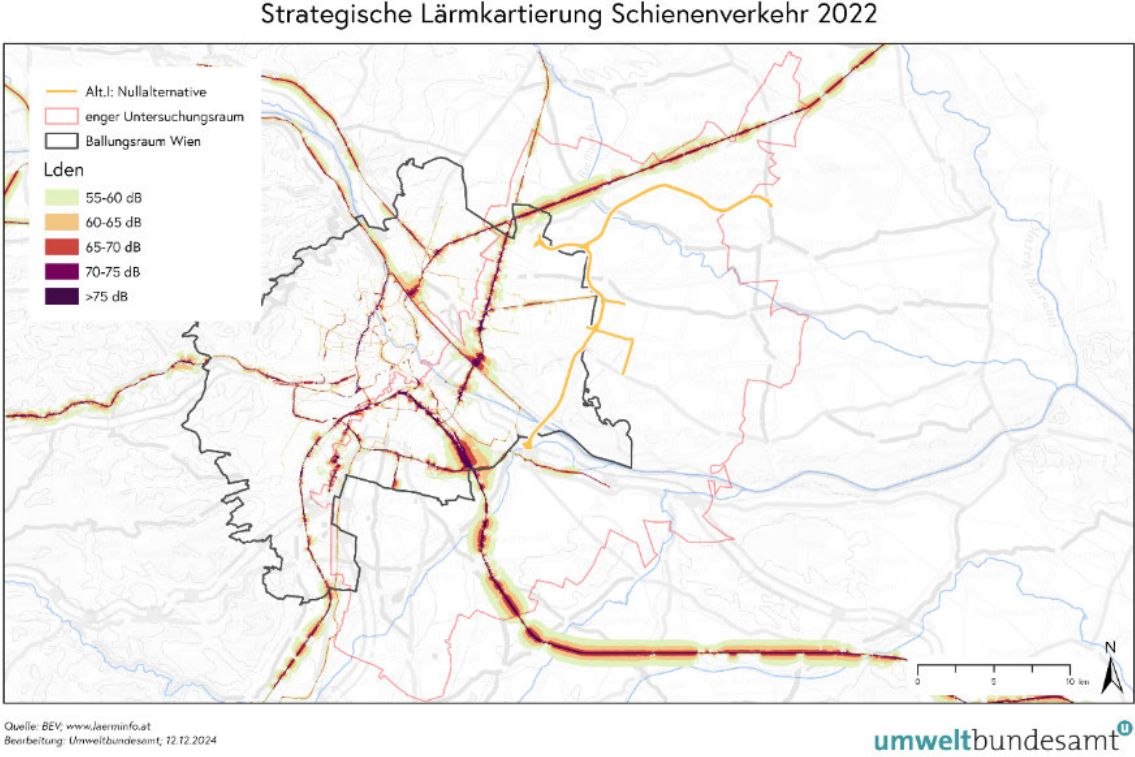 Strategische Lärmkartierung Schienenverkehr 2022
Alt.I: Nullalternative
enger Untersuchungsraum
Ballungsraum Wien
Lden
55-60 dB
60-65 dB
65-70 dB
70-75 dB
>75 dB
N
0 5 10 km
Quelle: BEV; www.laerminfo.at
Bearbeitung: Umweltbundesamt; 12.12.2024
umweltbundesamt u